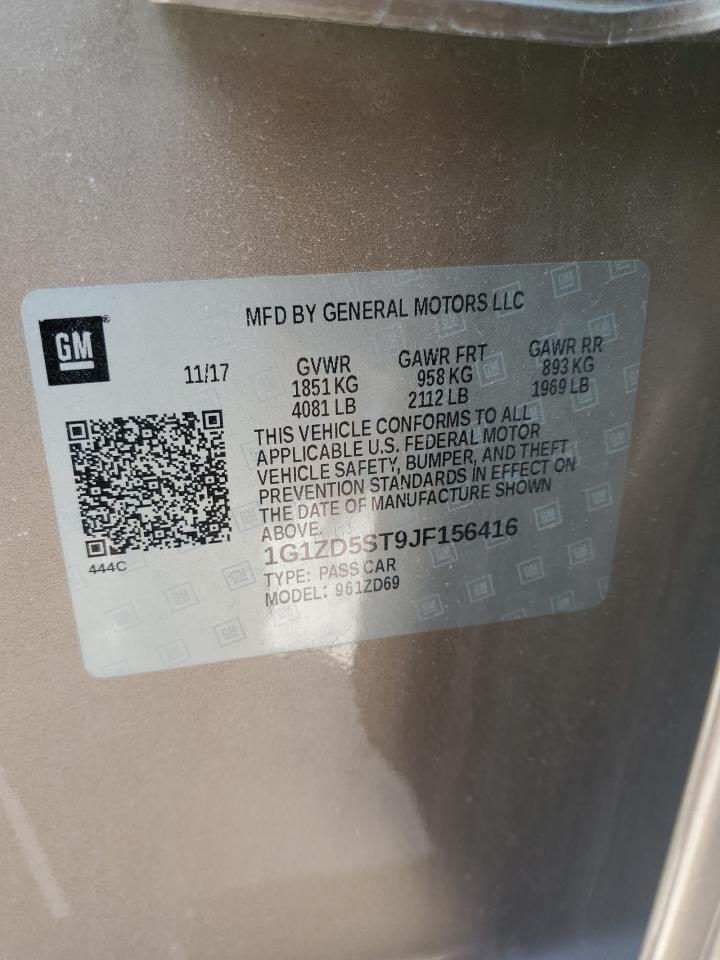 MFD BY GENERAL MOTORS LLC
GM
11/17
GVWR GAWR FRT GAWR RR
1851 KG 958 KG 893 KG
4081 LB 2112 LB 1969 LB
THIS VEHICLE CONFORMS TO ALL
APPLICABLE U.S. FEDERAL MOTOR
VEHICLE SAFETY, BUMPER, AND THEFT
PREVENTION STANDARDS IN EFFECT ON
THE DATE OF MANUFACTURE SHOWN
ABOVE.
1G1ZD5ST9JF156416
444C
TYPE: PASS CAR
MODEL: 961ZD69